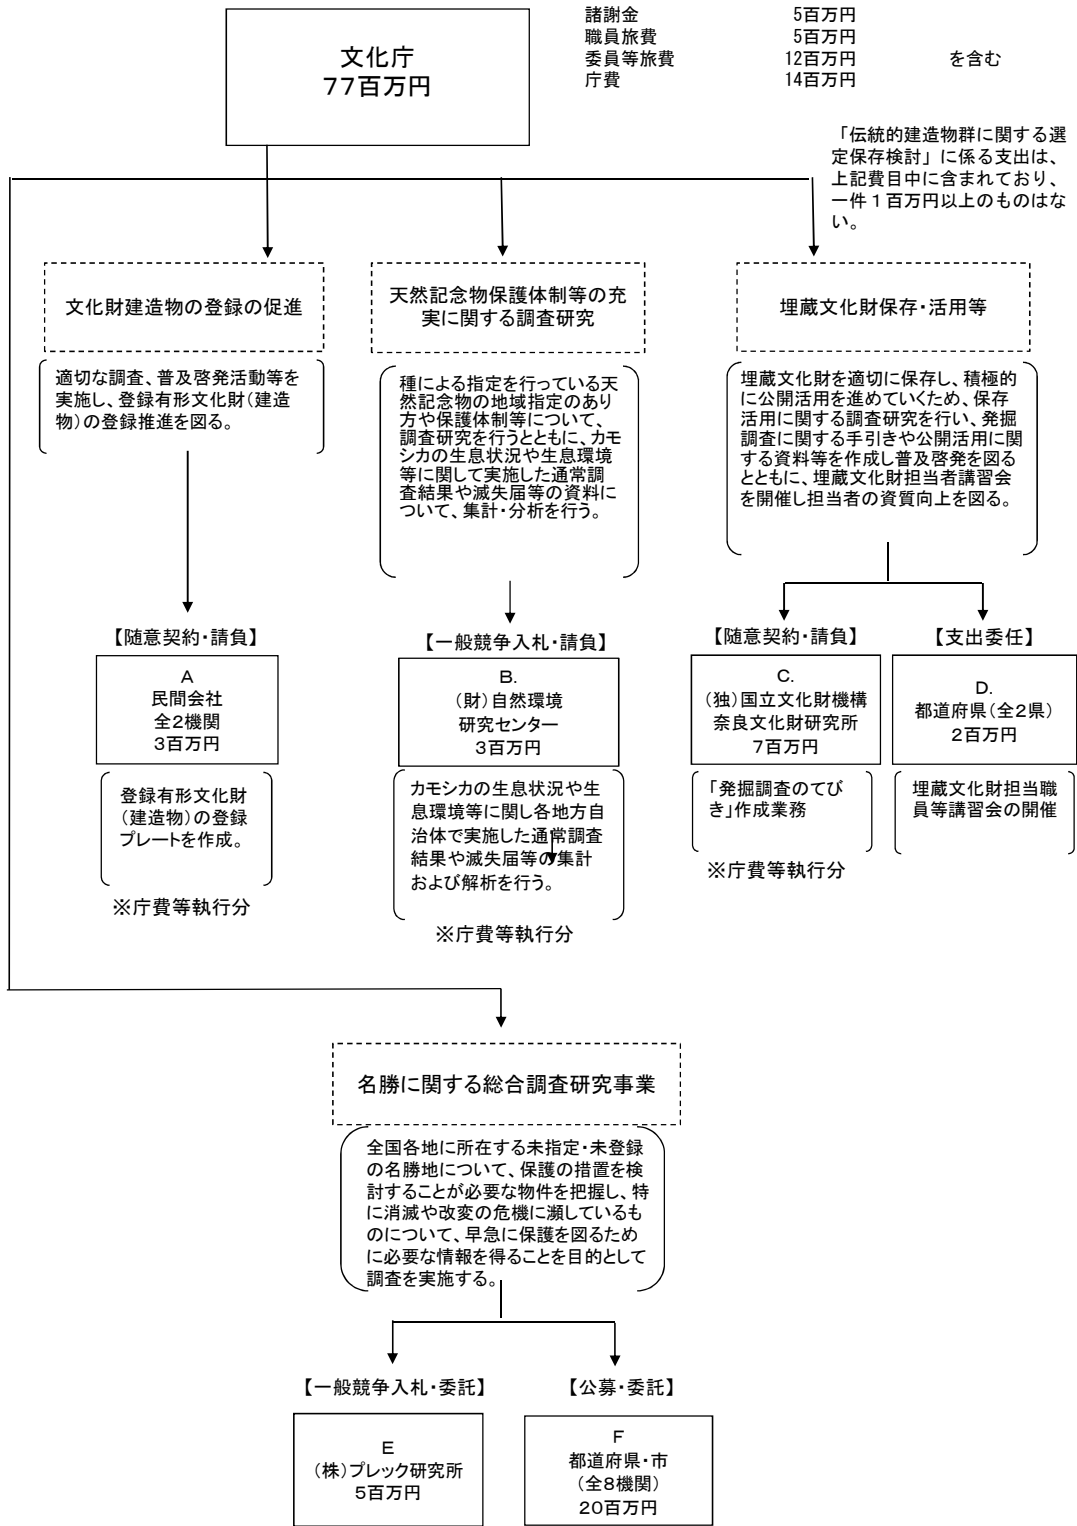 文化庁
77百万円
諸謝金 5百万円
職員旅費 5百万円
委員等旅費 12百万円 を含む
庁費 14百万円
「伝統的建造物群に関する選
定保存検討」に係る支出は、
上記費目中に含まれており、
一件１百万円以上のものはな
い。
文化財建造物の登録の促進
適切な調査、普及啓発活動等を
実施し、登録有形文化財(建造
物)の登録推進を図る。
天然記念物保護体制等の充
実に関する調査研究
種による指定を行っている天
然記念物の地域指定のあり
方や保護体制等について、
調査研究を行うとともに、カモ
シカの生息状況や生息環境
等に関して実施した通常調
査結果や滅失届等の資料に
ついて、集計・分析を行う。
埋蔵文化財保存・活用等
埋蔵文化財を適切に保存し、積極的
に公開活用を進めていくため、保存
活用に関する調査研究を行い、発掘
調査に関する手引きや公開活用に関
する資料等を作成し普及啓発を図る
とともに、埋蔵文化財担当者講習会
を開催し担当者の資質向上を図る。
【随意契約・請負】
A
民間会社
全2機関
3百万円
登録有形文化財
(建造物)の登録
プレートを作成。
※庁費等執行分
【一般競争入札・請負】
B.
(財)自然環境
研究センター
3百万円
カモシカの生息状況や生
息環境等に関し各地方自
治体で実施した通常調査
結果や滅失届等の集計
および解析を行う。
※庁費等執行分
【随意契約・請負】
C.
(独)国立文化財機構
奈良文化財研究所
7百万円
「発掘調査のてび
き」作成業務
※庁費等執行分
【支出委任】
D.
都道府県(全2県)
2百万円
埋蔵文化財担当職
員等講習会の開催
名勝に関する総合調査研究事業
全国各地に所在する未指定・未登録
の名勝地について、保護の措置を検
討することが必要な物件を把握し、特
に消滅や改変の危機に瀕しているも
のについて、早急に保護を図るため
に必要な情報を得ることを目的として
調査を実施する。
【一般競争入札・委託】
E
(株)プレック研究所
5百万円
【公募・委託】
F
都道府県・市
(全8機関)
20百万円